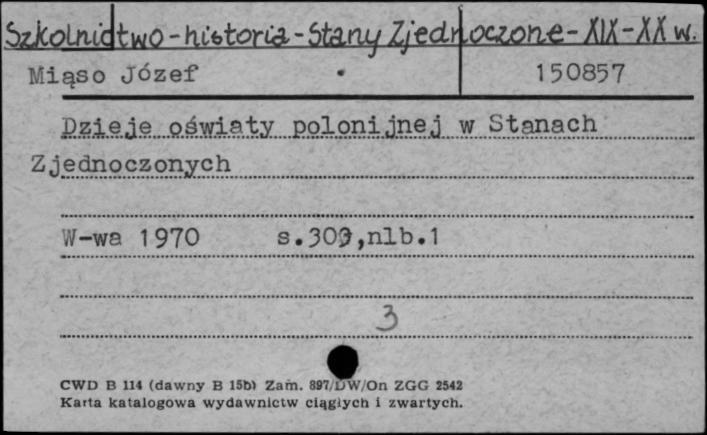 Szkolnictwo-historia-Stany Zjednoczone-XIX-XX w.
Miąso Józef 150857
Dzieje oświaty polonijnej w Stanach
Zjednoczonych
W-wa 1970 s.303,nlb.1
3
CWD B 114 (dawny B 15b) Zam. 897/DW/On ZGG 2542
Karta katalogowa wydawnictw ciągłych i zwartych.